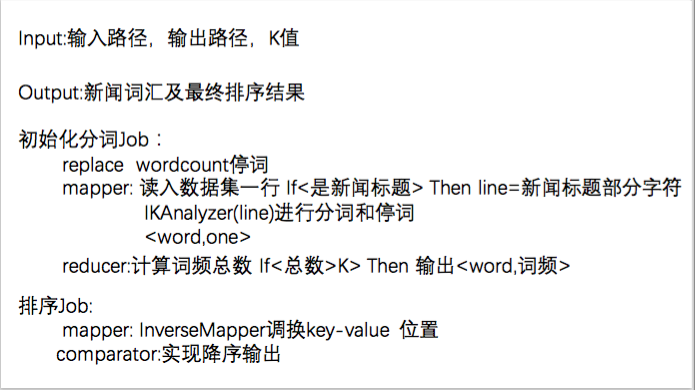 Input:输入路径，输出路径，K值
Output:新闻词汇及最终排序结果
初始化分词Job：
replace wordcount停词
mapper: 读入数据集一行 If<是新闻标题> Then line=新闻标题部分字符
IKAnalyzer(line)进行分词和停词
<word,one>
reducer:计算词频总数 If<总数>K> Then 输出<word,词频>
排序Job:
mapper: InverseMapper调换key-value 位置
comparator:实现降序输出